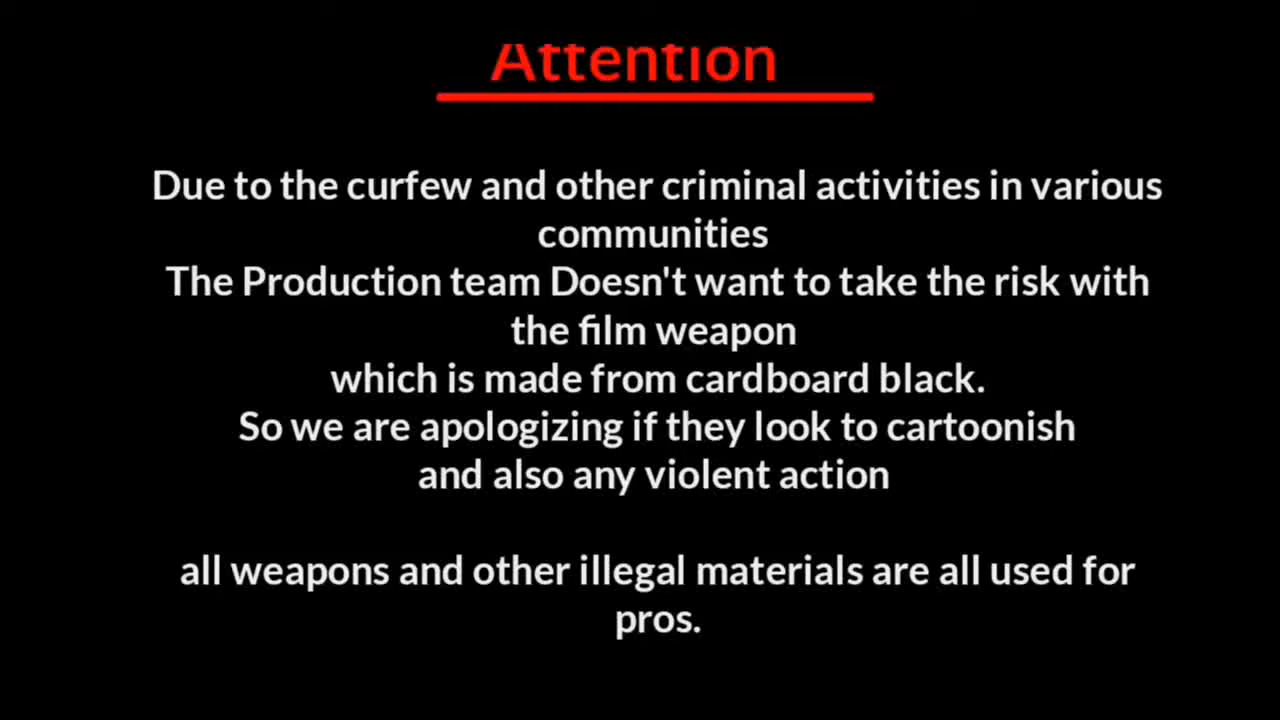 Attention
Due to the curfew and other criminal activities in various
communities
The Production team Doesn't want to take the risk with
the film weapon
which is made from cardboard black.
So we are apologizing if they look to cartoonish
and also any violent action
all weapons and other illegal materials are all used for
pros.